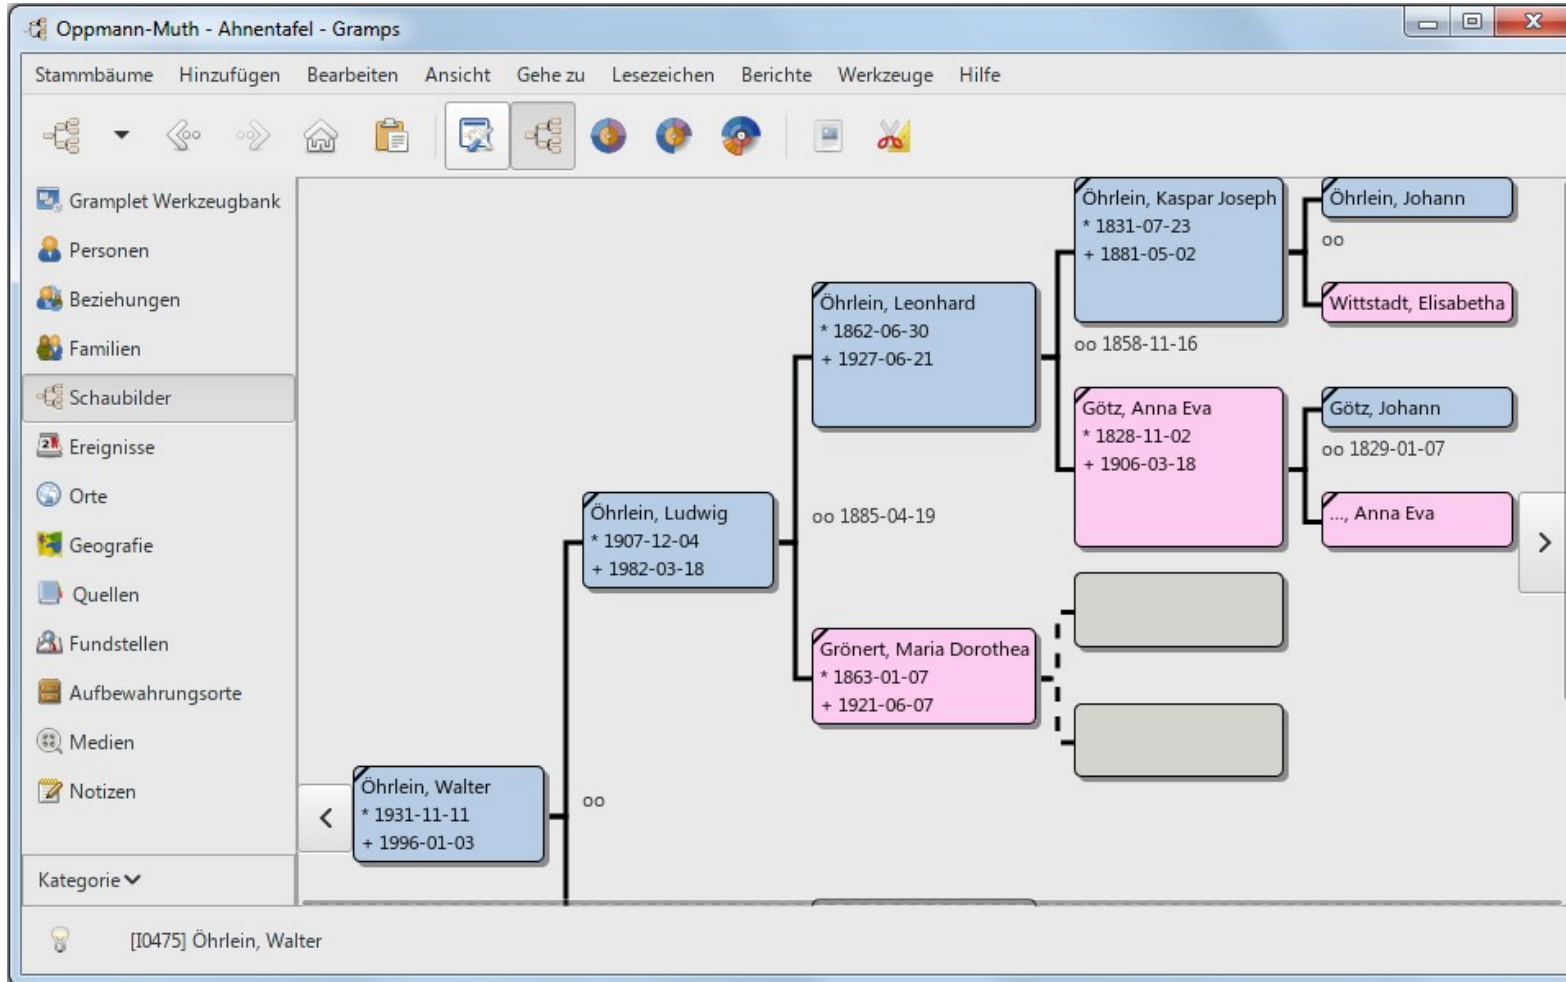 Oppmann-Muth - Ahnentafel - Gramps
Stammbäume Hinzufügen Bearbeiten Ansicht Gehe zu Lesezeichen Berichte Werkzeuge Hilfe
Gramplet Werkzeugbank
Personen
Beziehungen
Familien
Schaubilder
Ereignisse
Orte
Geografie
Quellen
Fundstellen
Aufbewahrungsorte
Medien
Notizen
Kategorie
Öhrlein, Walter
* 1931-11-11
+ 1996-01-03
oo
Öhrlein, Ludwig
* 1907-12-04
+ 1982-03-18
Öhrlein, Leonhard
* 1862-06-30
+ 1927-06-21
oo 1885-04-19
Grönert, Maria Dorothea
* 1863-01-07
+ 1921-06-07
Öhrlein, Kaspar Joseph
* 1831-07-23
+ 1881-05-02
oo 1858-11-16
Götz, Anna Eva
* 1828-11-02
+ 1906-03-18
Öhrlein, Johann
oo
Wittstadt, Elisabetha
Götz, Johann
oo 1829-01-07
..., Anna Eva
[I0475] Öhrlein, Walter